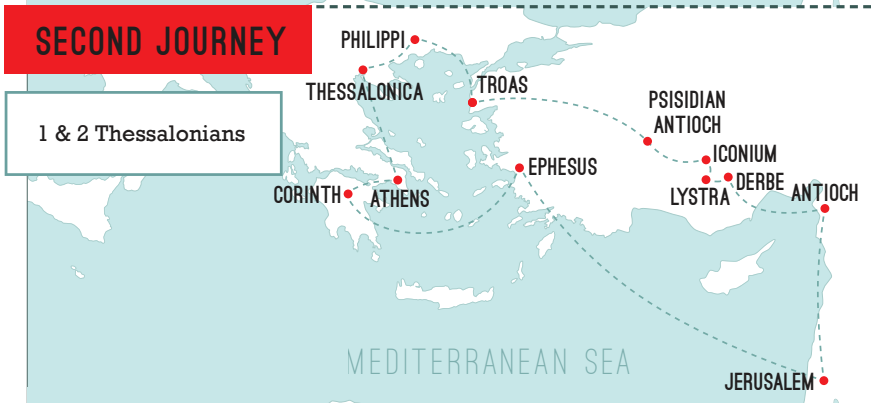 SECOND JOURNEY
1 & 2 Thessalonians
PHILIPPI
THESSALONICA
TROAS
PSISIDIAN
ANTIOCH
ICONIUM
LYSTRA
DERBE
ANTIOCH
EPHESUS
CORINTH
ATHENS
MEDITERRANEAN SEA
JERUSALEM